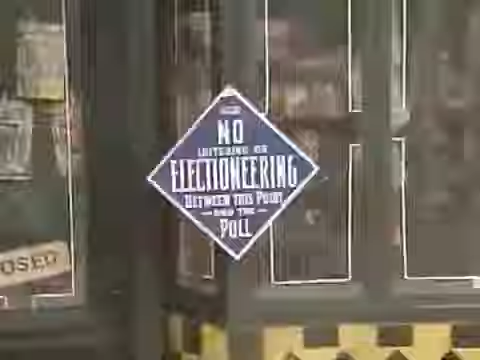 NO
LOITERING OR
ELECTIONEERING
BETWEEN THIS POINT
AND THE
POLL
OSED